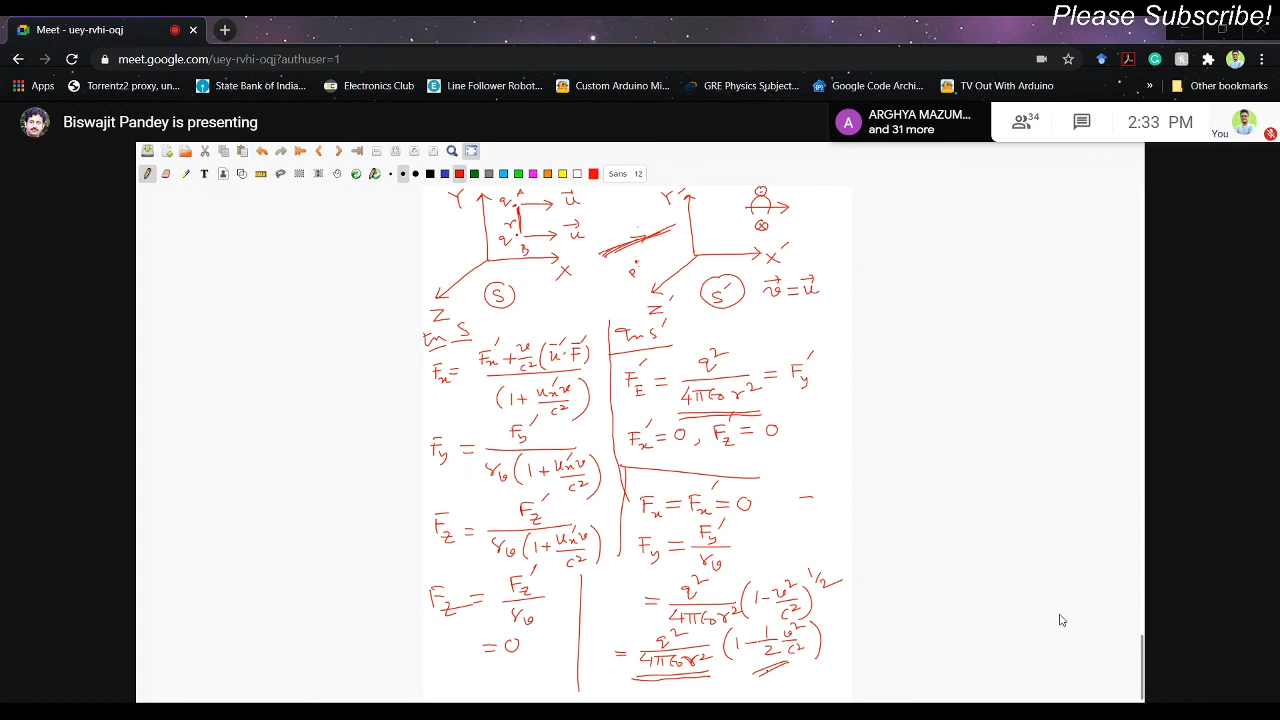 Please Subscribe!
Meet - uey-rvhi-oqj
meet.google.com/uey-rvhi-oqj?authuser=1
Apps Torrentz2 proxy, un... State Bank of India... Electronics Club Line Follower Robot... Custom Arduino Mi... GRE Physics Subject... Google Code Archi... TV Out With Arduino » Other bookmarks
Biswajit Pandey is presenting
A ARGHYA MAZUM...
and 31 more
34
2:33 PM
You
Sans 12
Y q A u⃗
r
q B u⃗
X
Z
S
P
Y′
X′
Z′
S′ v⃗ = u⃗
In S
Fx = Fx′ + v/c² (u⃗′·F⃗′) / (1 + ux′v/c²)
Fy = Fy′ / γv (1 + ux′v/c²)
Fz = Fz′ / γv (1 + ux′v/c²)
Fz = Fz′ / γv
= 0
In S′
FE′ = q² / 4πε₀r² = Fy′
Fx′ = 0 , Fz′ = 0
Fx = Fx′ = 0
Fy = Fy′ / γv
= q² / 4πε₀r² (1 - v²/c²)^1/2
= q² / 4πε₀r² (1 - 1/2 v²/c²)